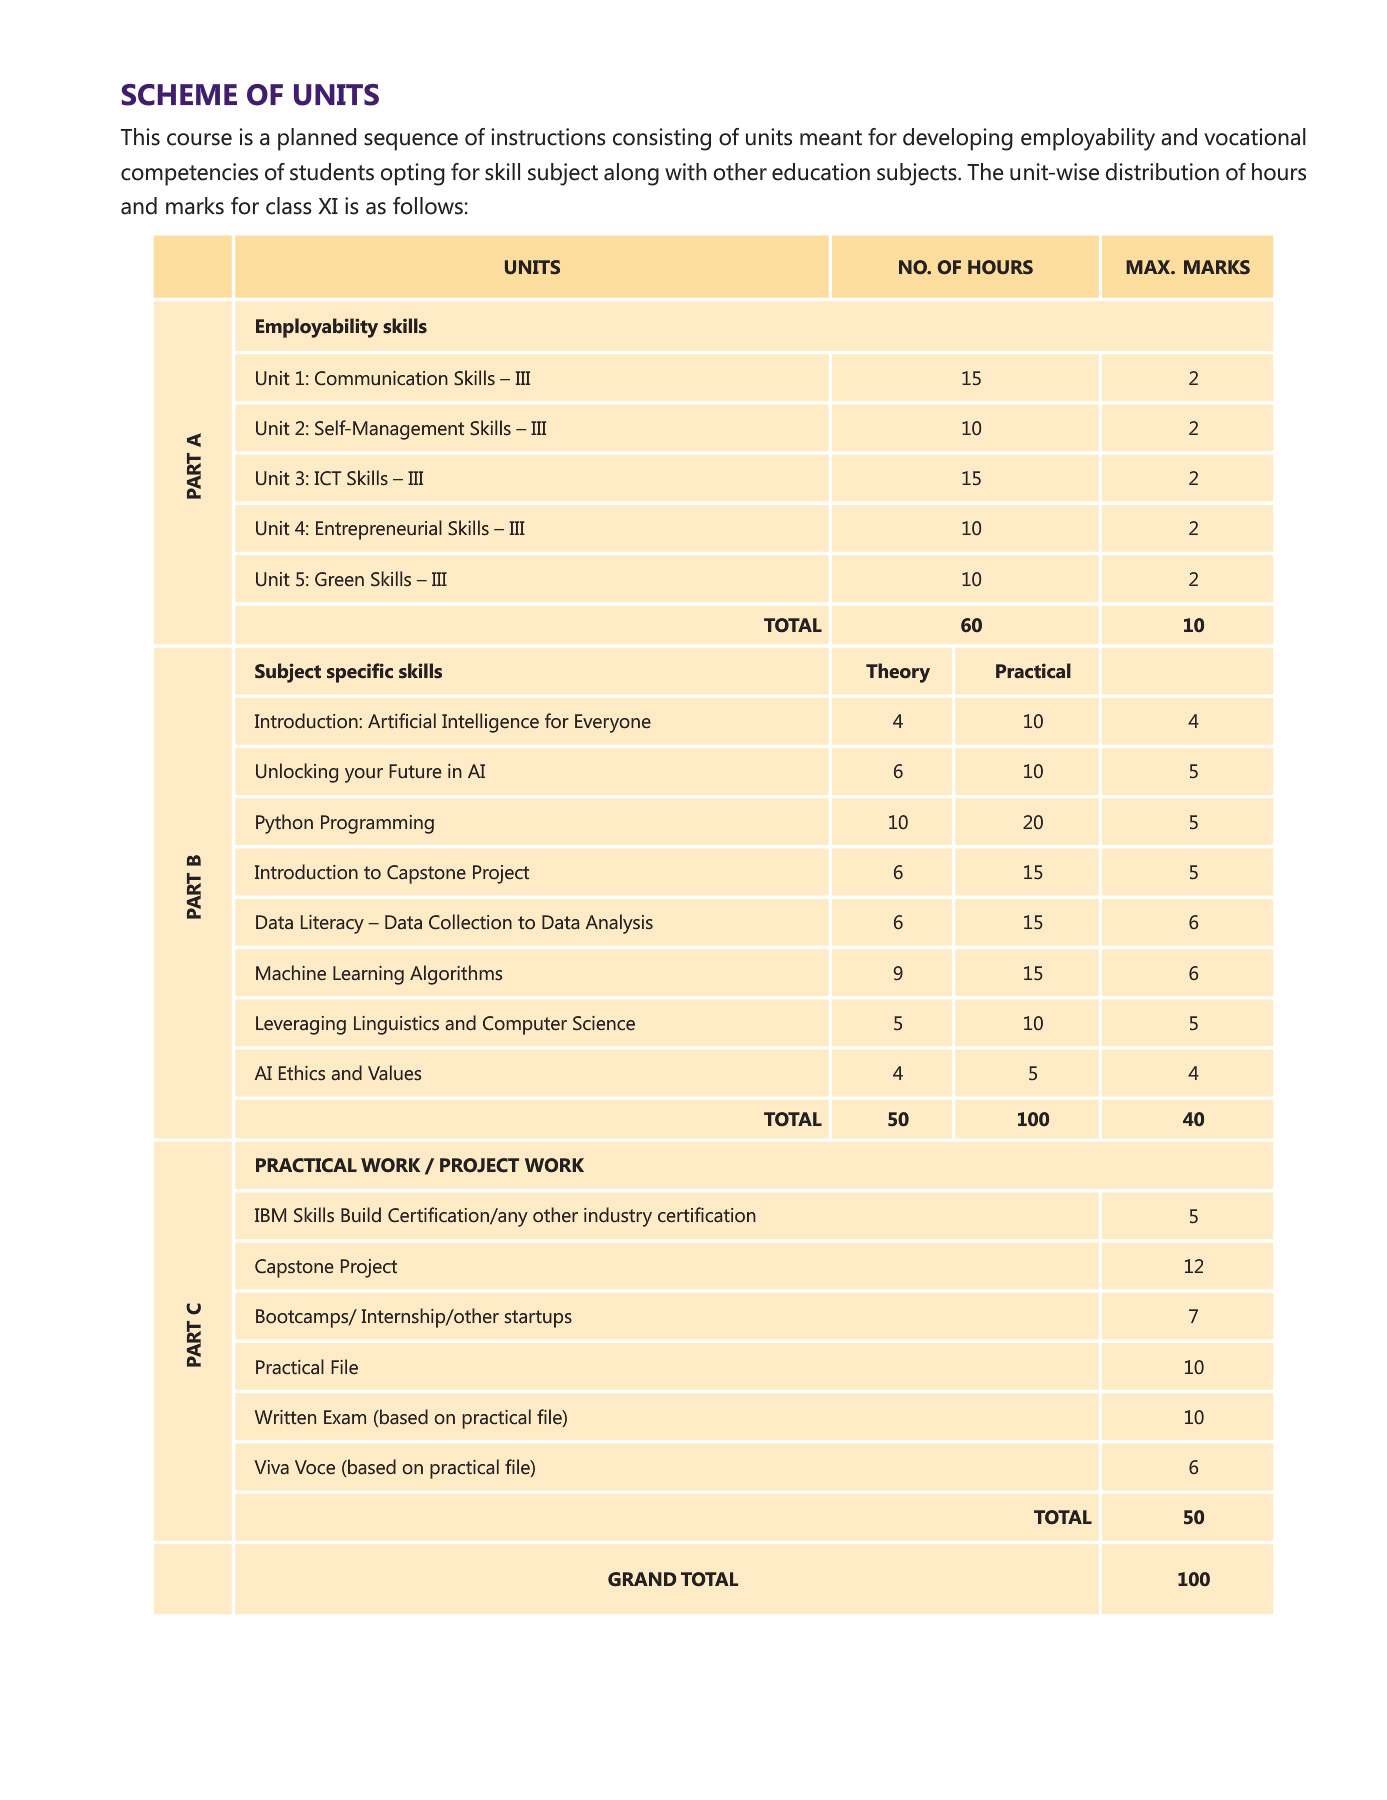 SCHEME OF UNITS
This course is a planned sequence of instructions consisting of units meant for developing employability and vocational
competencies of students opting for skill subject along with other education subjects. The unit-wise distribution of hours
and marks for class XI is as follows:
UNITS NO. OF HOURS MAX. MARKS
PART A
Employability skills
Unit 1: Communication Skills – III 15 2
Unit 2: Self-Management Skills – III 10 2
Unit 3: ICT Skills – III 15 2
Unit 4: Entrepreneurial Skills – III 10 2
Unit 5: Green Skills – III 10 2
TOTAL 60 10
PART B
Subject specific skills Theory Practical
Introduction: Artificial Intelligence for Everyone 4 10 4
Unlocking your Future in AI 6 10 5
Python Programming 10 20 5
Introduction to Capstone Project 6 15 5
Data Literacy – Data Collection to Data Analysis 6 15 6
Machine Learning Algorithms 9 15 6
Leveraging Linguistics and Computer Science 5 10 5
AI Ethics and Values 4 5 4
TOTAL 50 100 40
PART C
PRACTICAL WORK / PROJECT WORK
IBM Skills Build Certification/any other industry certification 5
Capstone Project 12
Bootcamps/ Internship/other startups 7
Practical File 10
Written Exam (based on practical file) 10
Viva Voce (based on practical file) 6
TOTAL 50
GRAND TOTAL 100